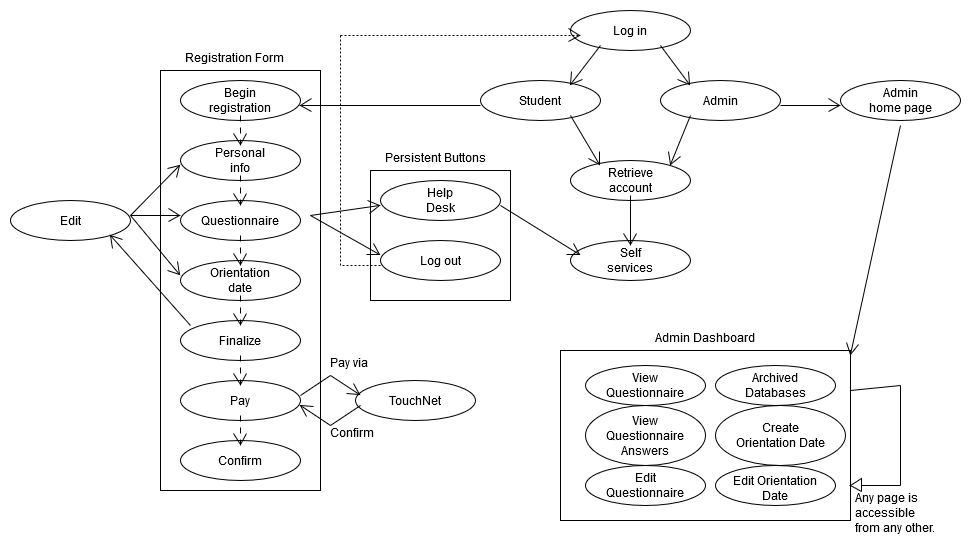 Log in
Registration Form
Begin
registration
Student
Admin
Admin
home page
Personal
info
Persistent Buttons
Retrieve
account
Help
Desk
Edit
Questionnaire
Log out
Self
services
Orientation
date
Finalize
Admin Dashboard
Pay via
Pay
TouchNet
Confirm
Confirm
View
Questionnaire
Archived
Databases
View
Questionnaire
Answers
Create
Orientation Date
Edit
Questionnaire
Edit Orientation
Date
Any page is
accessible
from any other.